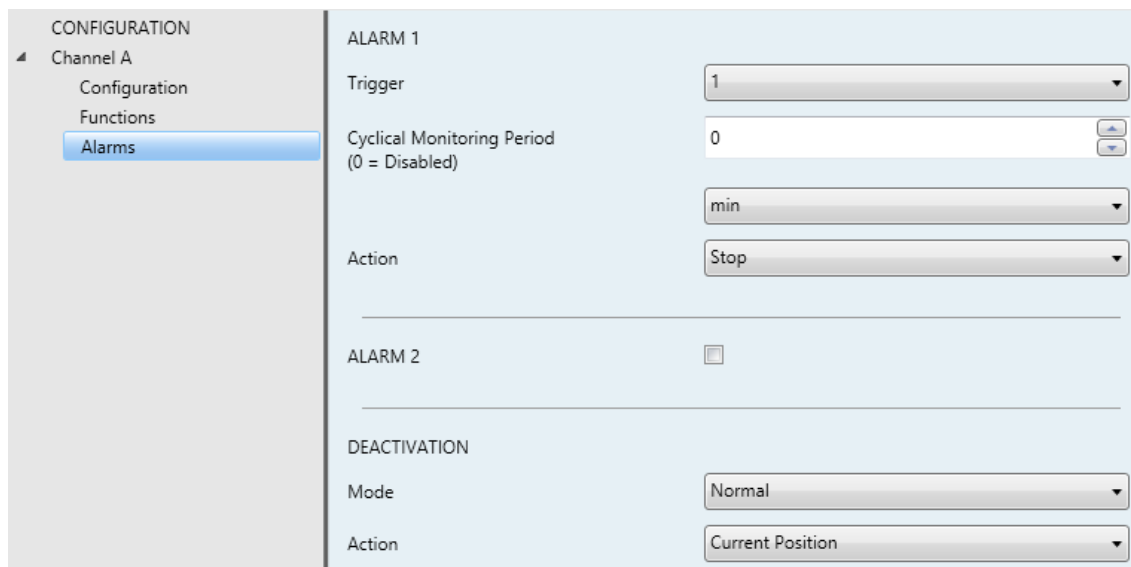 CONFIGURATION
Channel A
Configuration
Functions
Alarms
ALARM 1
Trigger
1
Cyclical Monitoring Period
(0 = Disabled)
0
min
Action
Stop
ALARM 2
DEACTIVATION
Mode
Normal
Action
Current Position